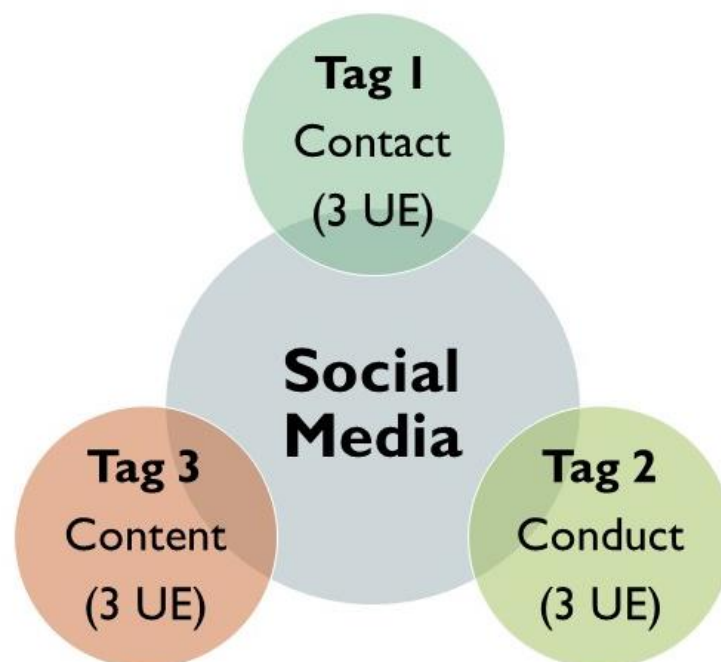 Tag 1
Contact
(3 UE)
Social
Media
Tag 3
Content
(3 UE)
Tag 2
Conduct
(3 UE)